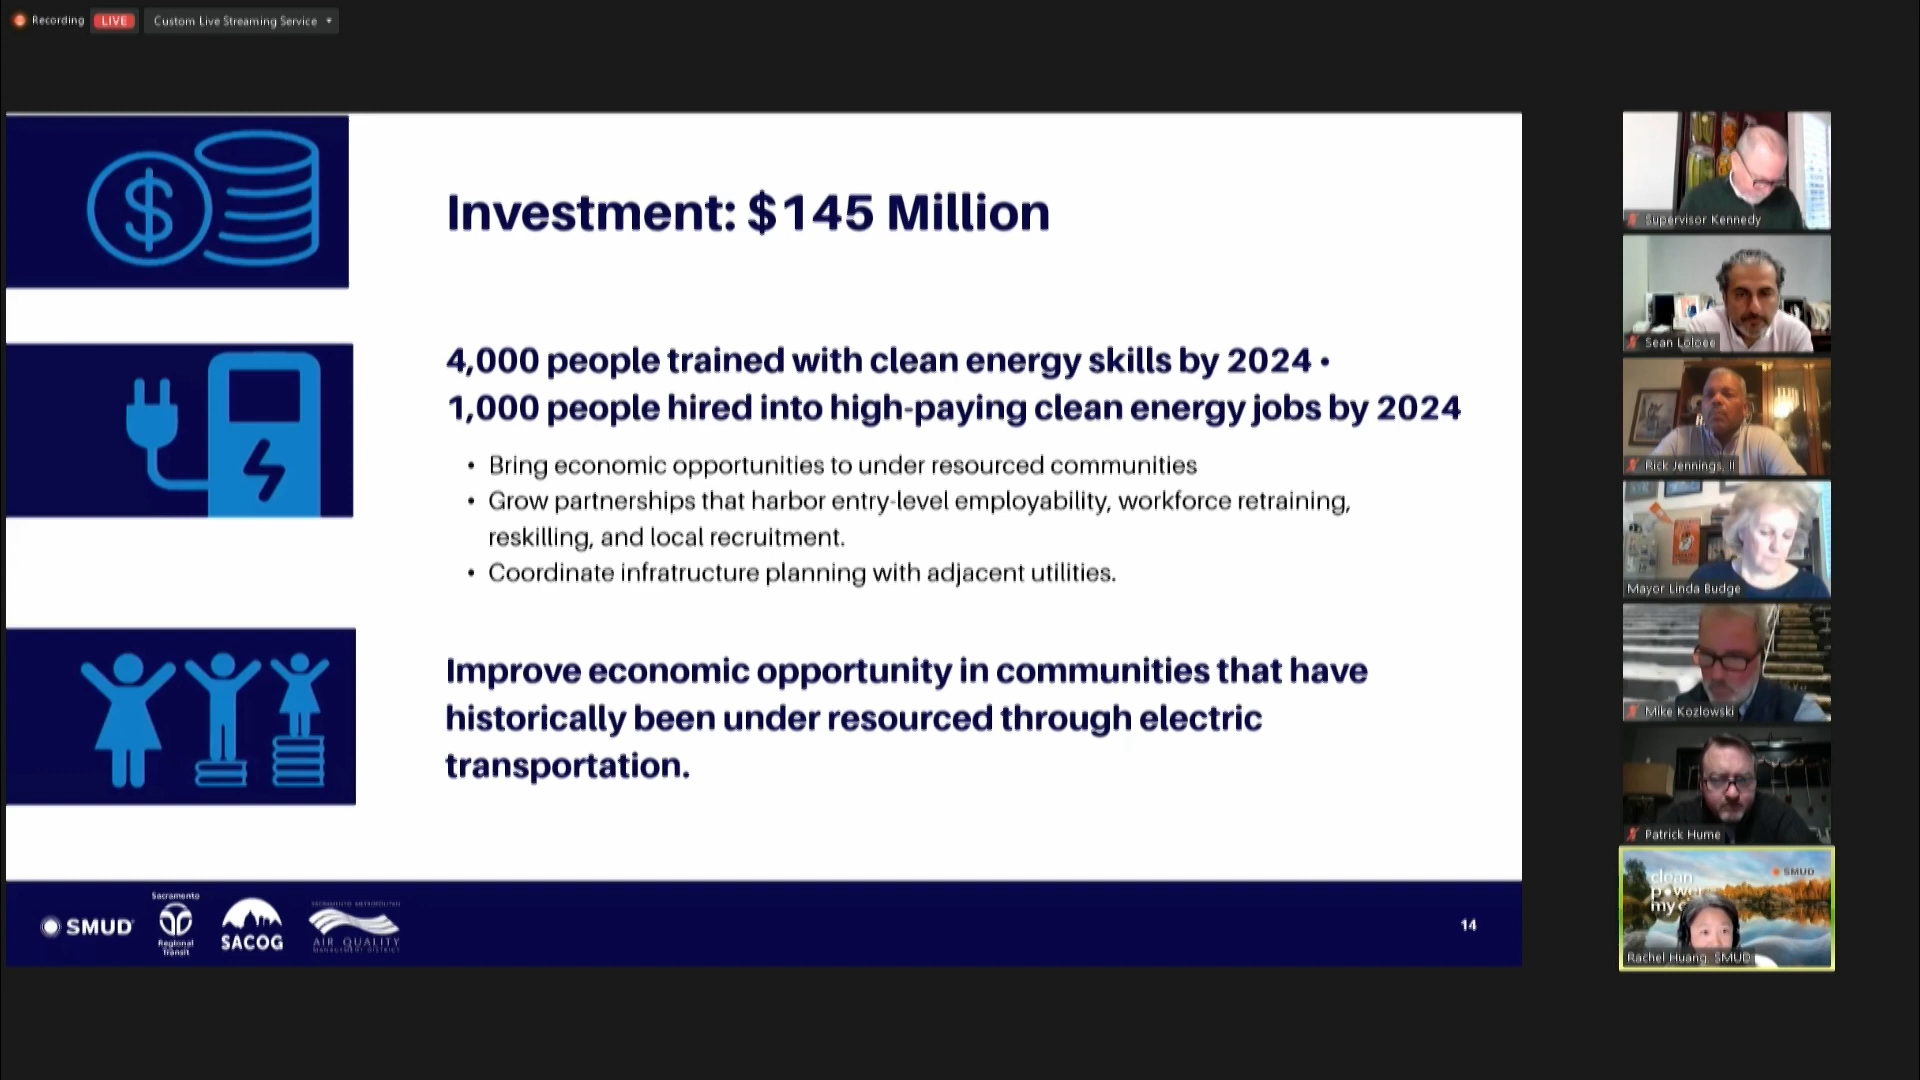 Recording
LIVE
Custom Live Streaming Service
Investment: $145 Million
4,000 people trained with clean energy skills by 2024 •
1,000 people hired into high-paying clean energy jobs by 2024
• Bring economic opportunities to under resourced communities
• Grow partnerships that harbor entry-level employability, workforce retraining,
reskilling, and local recruitment.
• Coordinate infratructure planning with adjacent utilities.
Improve economic opportunity in communities that have
historically been under resourced through electric
transportation.
SMUD
Sacramento
Regional
Transit
SACOG
SACRAMENTO METROPOLITAN
AIR QUALITY
MANAGEMENT DISTRICT
14
Supervisor Kennedy
Sean Loloee
Rick Jennings, II
Mayor Linda Budge
Mike Kozlowski
Patrick Hume
clean
power
my c
SMUD
Rachel Huang, SMUD